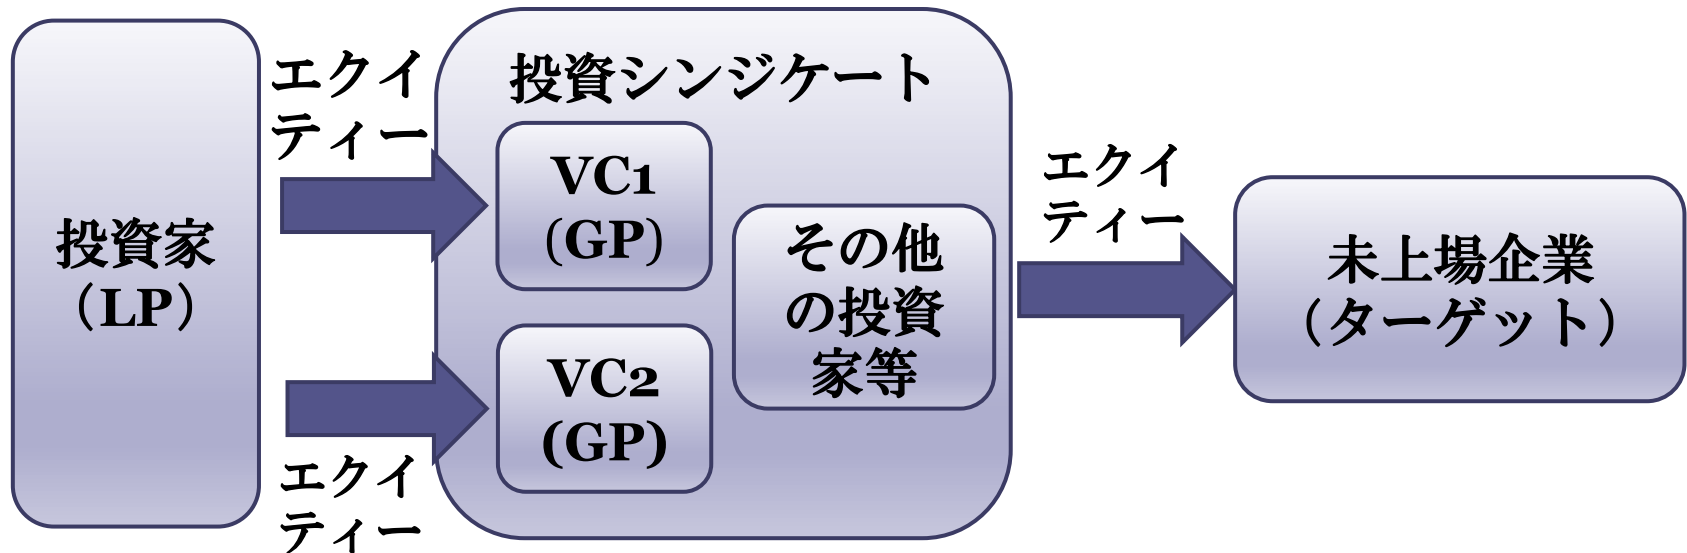 投資家
（LP）
エクイ
ティー
エクイ
ティー
投資シンジケート
VC1
(GP)
VC2
(GP)
その他
の投資
家等
エクイ
ティー
未上場企業
（ターゲット）